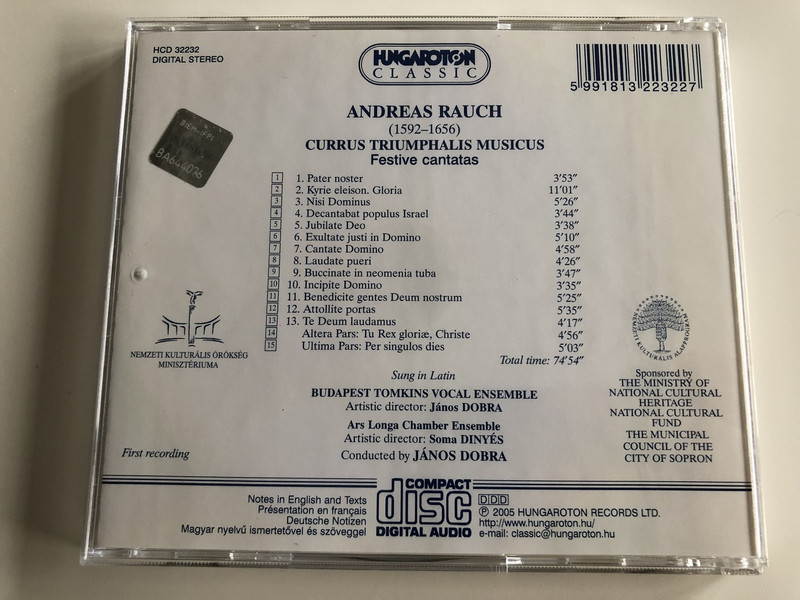 HCD 32232
DIGITAL STEREO
HUNGAROTON
CLASSIC
5 991813 223227
ANDREAS RAUCH
(1592–1656)
CURRUS TRIUMPHALIS MUSICUS
Festive cantatas
BA644026
1 1. Pater noster 3'53"
2 2. Kyrie eleison. Gloria 11'01"
3 3. Nisi Dominus 5'26"
4 4. Decantabat populus Israel 3'44"
5 5. Jubilate Deo 3'38"
6 6. Exultate justi in Domino 5'10"
7 7. Cantate Domino 4'58"
8 8. Laudate pueri 4'26"
9 9. Buccinate in neomenia tuba 3'47"
10 10. Incipite Domino 3'35"
11 11. Benedicite gentes Deum nostrum 5'25"
12 12. Attollite portas 5'35"
13 13. Te Deum laudamus 4'17"
14 Altera Pars: Tu Rex gloriæ, Christe 4'56"
15 Ultima Pars: Per singulos dies 5'03"
Total time: 74'54"
NEMZETI KULTURÁLIS ÖRÖKSÉG
MINISZTÉRIUMA
NEMZETI KULTURÁLIS ALAPPROGRAM
Sung in Latin
BUDAPEST TOMKINS VOCAL ENSEMBLE
Artistic director: János DOBRA
Ars Longa Chamber Ensemble
Artistic director: Soma DINYÉS
Conducted by JÁNOS DOBRA
First recording
Sponsored by
THE MINISTRY OF
NATIONAL CULTURAL
HERITAGE
NATIONAL CULTURAL
FUND
THE MUNICIPAL
COUNCIL OF THE
CITY OF SOPRON
Notes in English and Texts
Présentation en français
Deutsche Notizen
Magyar nyelvű ismertetővel és szöveggel
COMPACT
disc
DIGITAL AUDIO
DDD
℗ 2005 HUNGAROTON RECORDS LTD.
http://www.hungaroton.hu/
e-mail: classic@hungaroton.hu